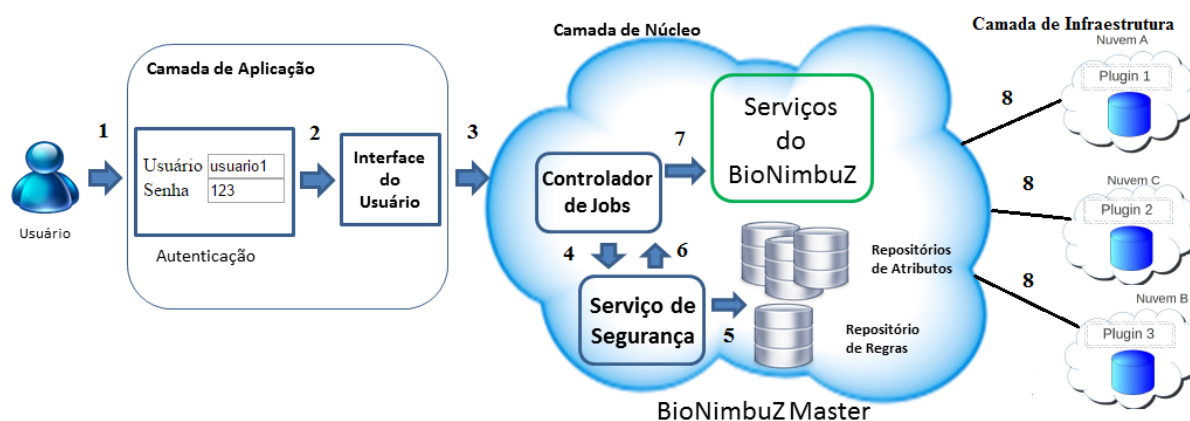 Camada de Aplicação
1
Usuário
Usuário usuario1
Senha 123
Autenticação
2
Interface
do
Usuário
3
Camada de Núcleo
Controlador
de Jobs
4
6
7
Serviços
do
BioNimbuZ
Serviço de
Segurança
5
Repositórios
de Atributos
Repositório
de Regras
BioNimbuZ Master
Camada de Infraestrutura
8
Nuvem A
Plugin 1
8
Nuvem C
Plugin 2
8
Nuvem B
Plugin 3